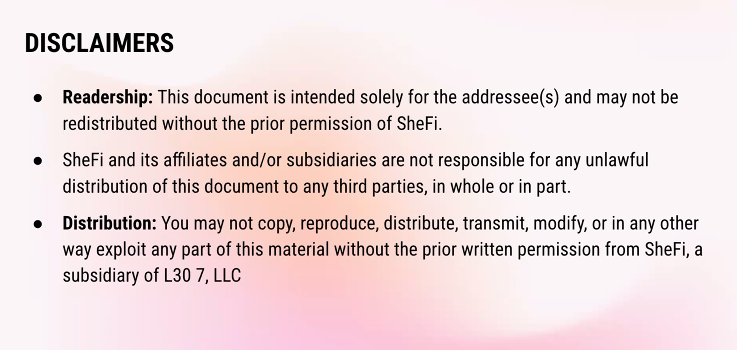 DISCLAIMERS
● Readership: This document is intended solely for the addressee(s) and may not be
redistributed without the prior permission of SheFi.
● SheFi and its affiliates and/or subsidiaries are not responsible for any unlawful
distribution of this document to any third parties, in whole or in part.
● Distribution: You may not copy, reproduce, distribute, transmit, modify, or in any other
way exploit any part of this material without the prior written permission from SheFi, a
subsidiary of L30 7, LLC